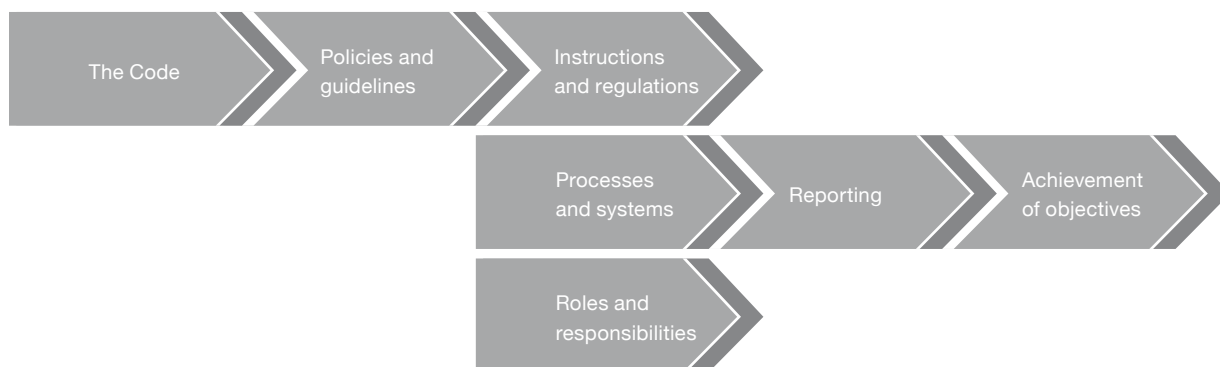 The Code
Policies and
guidelines
Instructions
and regulations
Processes
and systems
Reporting
Achievement
of objectives
Roles and
responsibilities